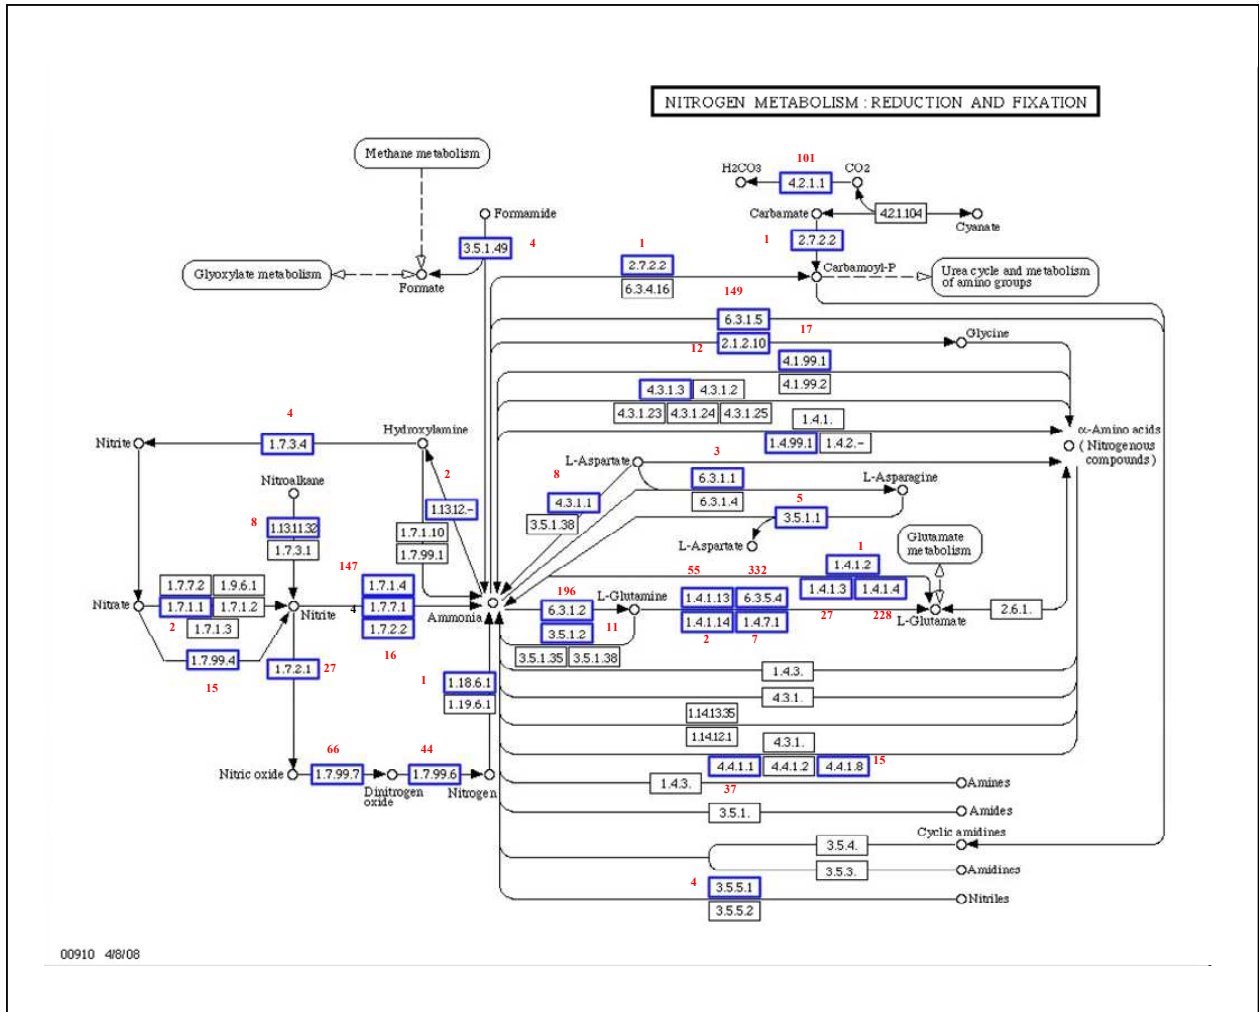 NITROGEN METABOLISM : REDUCTION AND FIXATION
Methane metabolism
101
H2CO3
CO2
4.2.1.1
Formamide
Carbamate
4.2.1.104
Cyanate
3.5.1.49
4
1
1
2.7.2.2
Glyoxylate metabolism
Formate
2.7.2.2
6.3.4.16
Carbamoyl-P
Urea cycle and metabolism
of amino groups
149
6.3.1.5
17
12
2.1.2.10
Glycine
4.1.99.1
4.1.99.2
4.3.1.3
4.3.1.2
4.3.1.23
4.3.1.24
4.3.1.25
1.4.1.
4
Nitrite
1.7.3.4
Hydroxylamine
1.4.99.1
1.4.2.-
α-Amino acids
( Nitrogenous
compounds )
3
L-Aspartate
Nitroalkane
2
8
6.3.1.1
6.3.1.4
L-Asparagine
4.3.1.1
1.13.12.-
5
8
1.13.11.32
3.5.1.38
3.5.1.1
1.7.3.1
1.7.1.10
1.7.99.1
L-Aspartate
Glutamate
metabolism
1
147
55
332
1.4.1.2
1.7.7.2
1.9.6.1
1.7.1.4
196
1.4.1.3
1.4.1.4
Nitrate
1.7.1.1
1.7.1.2
Nitrite
4
1.7.7.1
Ammonia
6.3.1.2
L-Glutamine
1.4.1.13
6.3.5.4
27
228
L-Glutamate
2.6.1.
2
1.7.1.3
1.7.2.2
3.5.1.2
11
1.4.1.14
1.4.7.1
2
7
1.7.99.4
15
1.7.2.1
27
16
3.5.1.35
3.5.1.38
1
1.18.6.1
1.19.6.1
1.4.3.
4.3.1.
1.14.13.35
1.14.12.1
4.3.1.
66
44
4.4.1.1
4.4.1.2
4.4.1.8
15
Nitric oxide
1.7.99.7
Dinitrogen
oxide
1.7.99.6
Nitrogen
1.4.3.
37
Amines
3.5.1.
Amides
Cyclic amidines
3.5.4.
3.5.3.
Amidines
4
3.5.5.1
3.5.5.2
Nitriles
00910 4/8/08